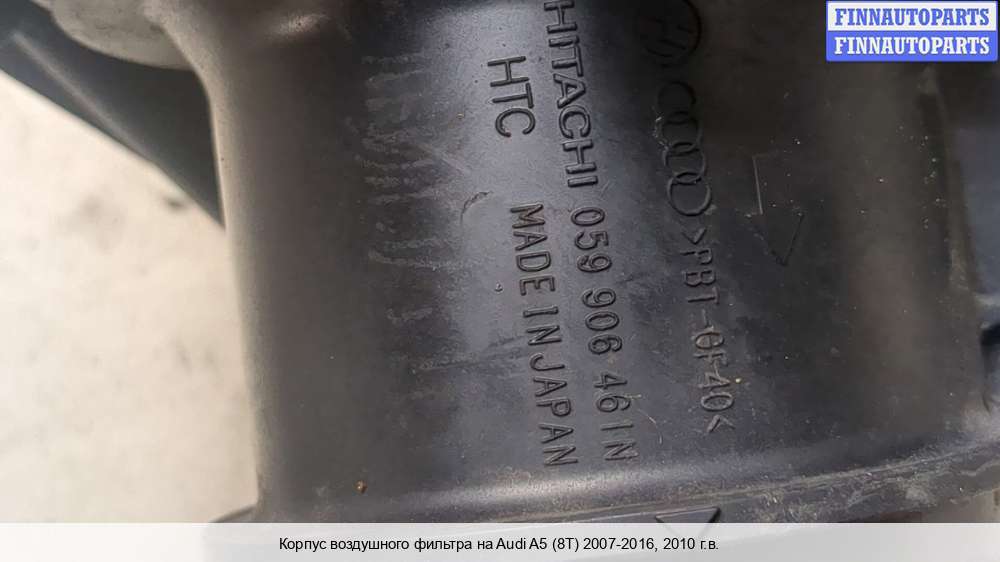 FINNAUTOPARTS
FINNAUTOPARTS
HITACHI 059 906 461N
HTC MADE IN JAPAN
>PBT-GF40<
Корпус воздушного фильтра на Audi A5 (8T) 2007-2016, 2010 г.в.